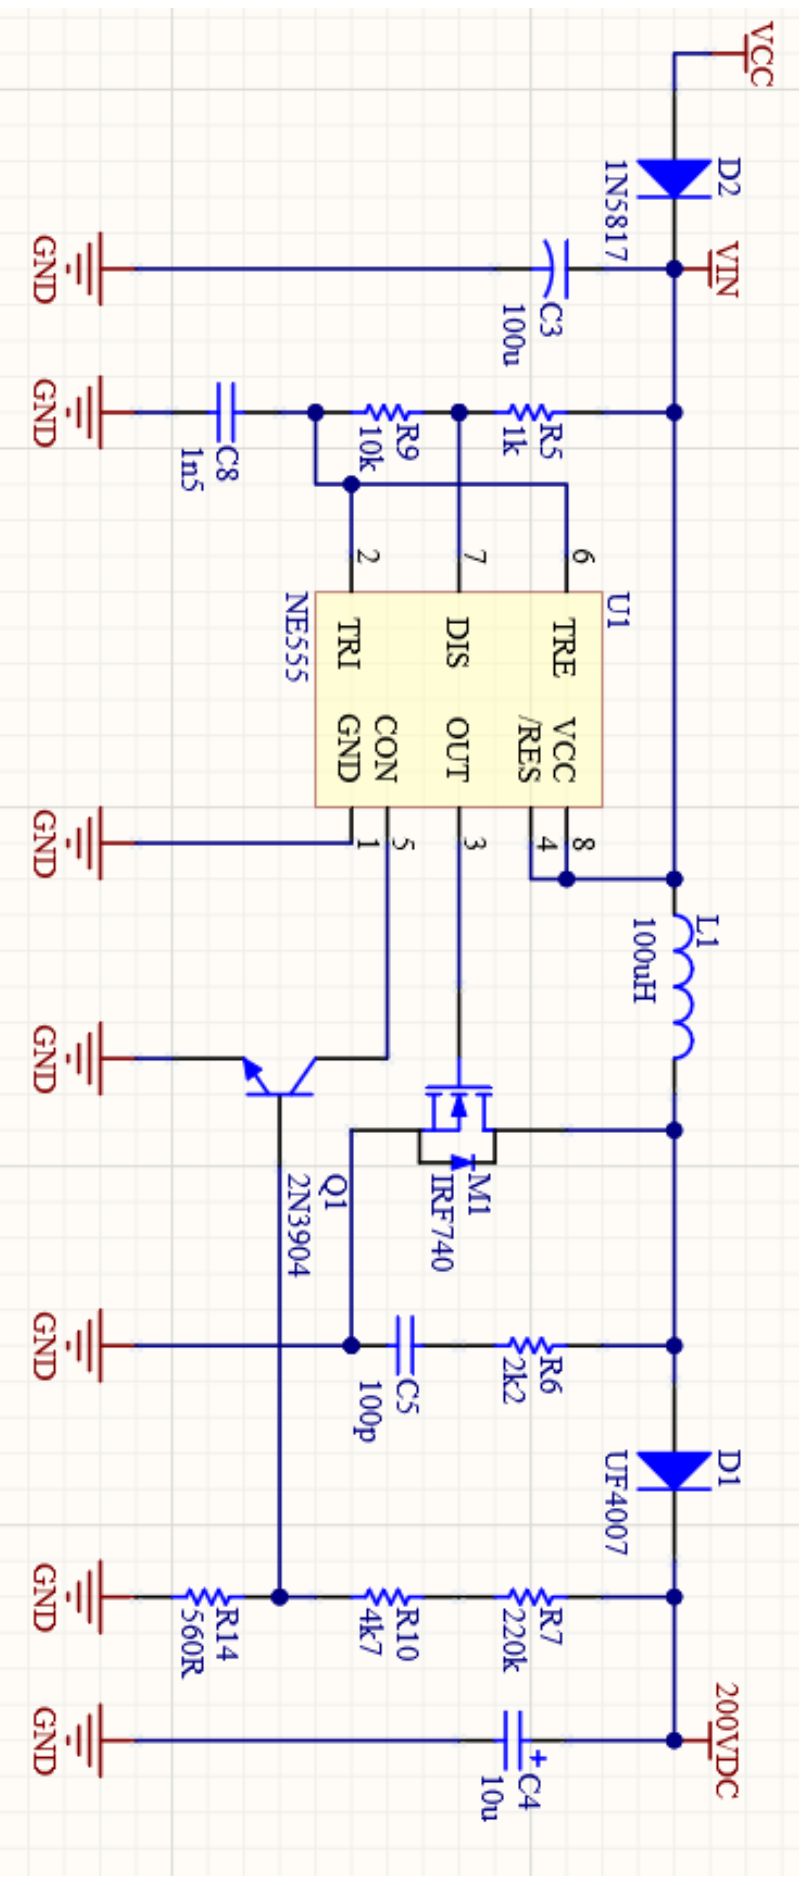 VCC
D2
1N5817
VIN
C3
100u
GND
R5
1k
R9
10k
C8
1n5
GND
U1
NE555
6
7
2
TRE
DIS
TRI
VCC
/RES
OUT
CON
GND
8
4
3
5
1
GND
L1
100uH
GND
M1
IRF740
Q1
2N3904
R6
2k2
C5
100p
GND
D1
UF4007
R7
220k
R10
4k7
R14
560R
GND
200VDC
+
C4
10u
GND